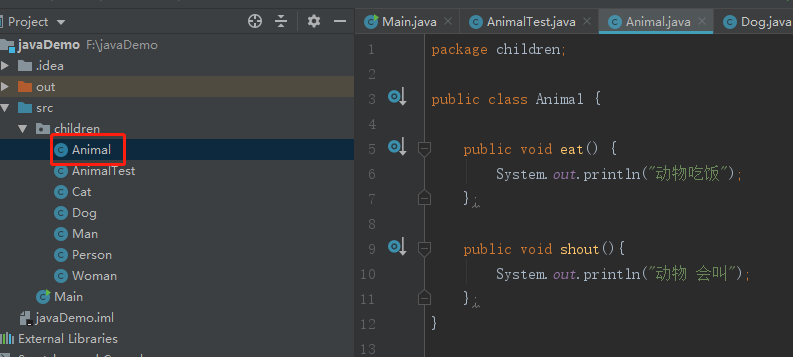 Project
javaDemo F:\javaDemo
.idea
out
src
children
Animal
AnimalTest
Cat
Dog
Man
Person
Woman
Main
javaDemo.iml
External Libraries
Main.java
AnimalTest.java
Animal.java
Dog.java
1 package children;
2
3 public class Animal {
4
5 public void eat() {
6 System.out.println("动物吃饭");
7 };
8
9 public void shout(){
10 System.out.println("动物 会叫");
11 };
12 }
13